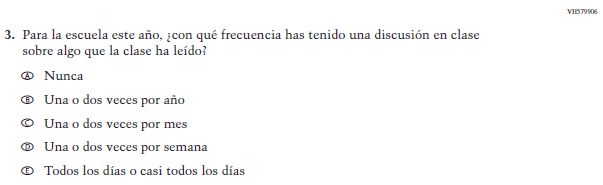 VH579906
3. Para la escuela este año, ¿con qué frecuencia has tenido una discusión en clase
sobre algo que la clase ha leído?
A Nunca
B Una o dos veces por año
C Una o dos veces por mes
D Una o dos veces por semana
E Todos los días o casi todos los días